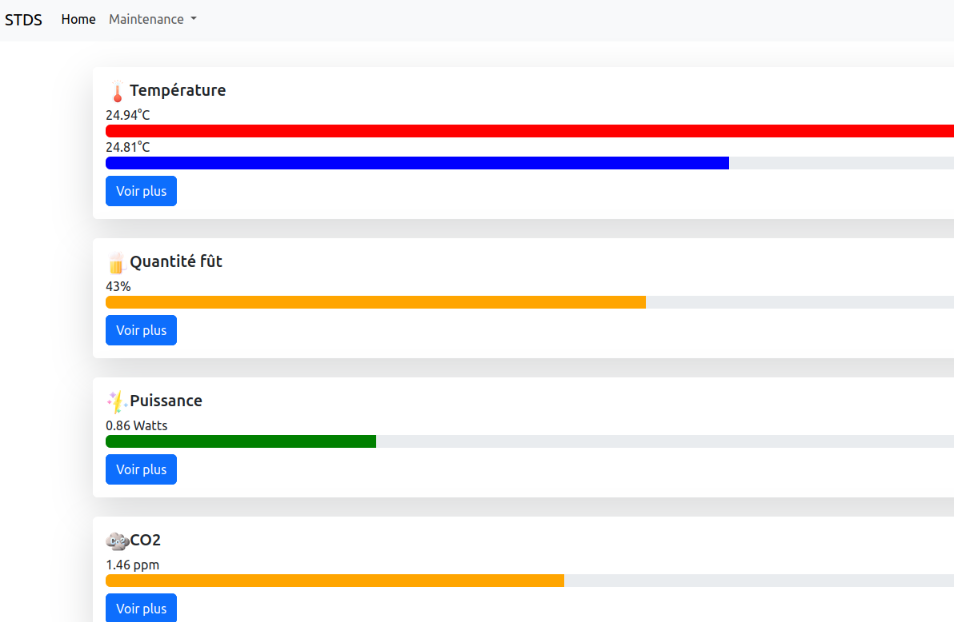 STDS Home Maintenance
Température
24.94°C
24.81°C
Voir plus
Quantité fût
43%
Voir plus
Puissance
0.86 Watts
Voir plus
CO2
1.46 ppm
Voir plus